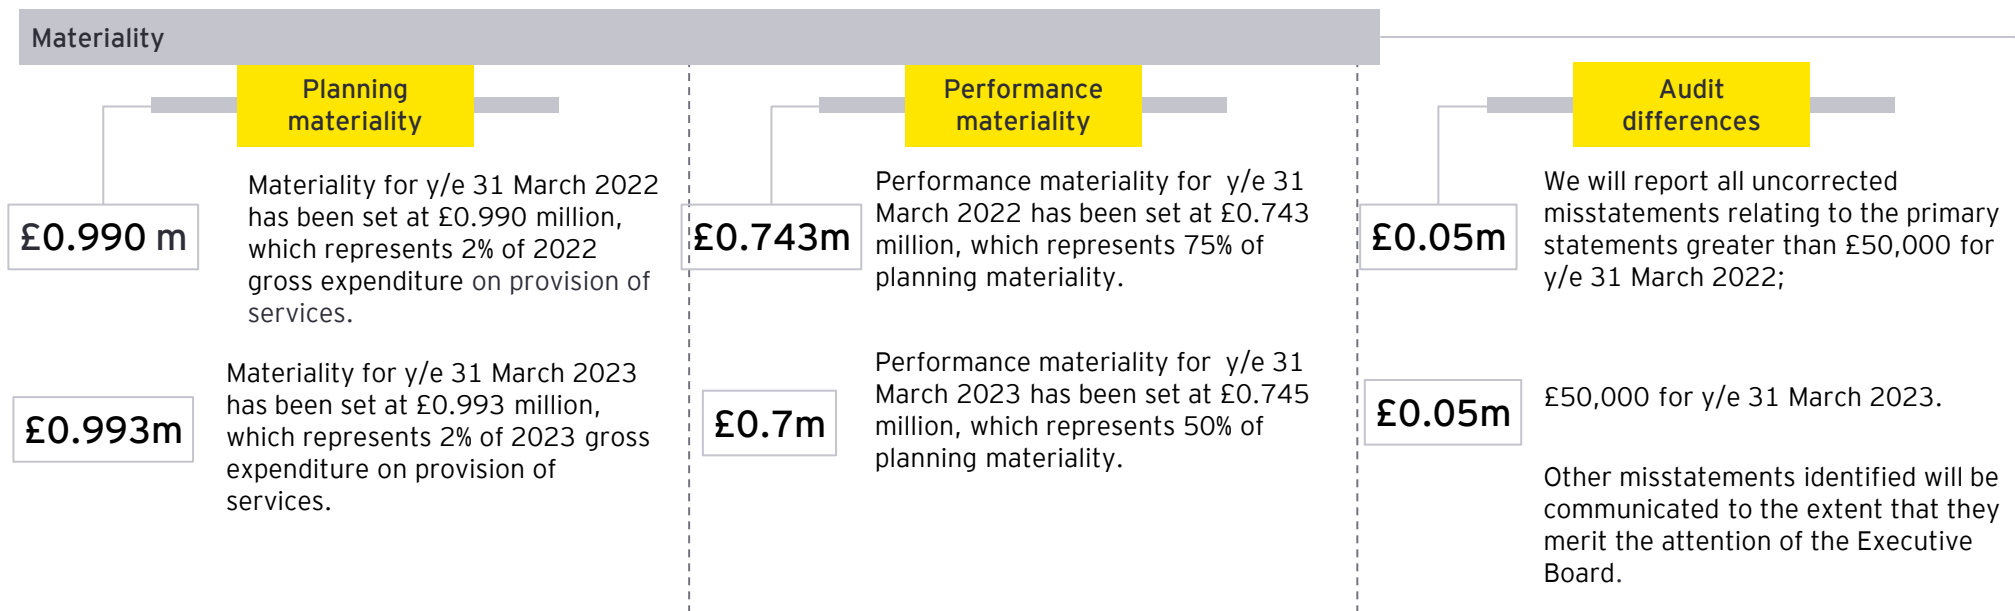 Materiality
Planning
materiality
£0.990 m
Materiality for y/e 31 March 2022
has been set at £0.990 million,
which represents 2% of 2022
gross expenditure on provision of
services.
£0.993m
Materiality for y/e 31 March 2023
has been set at £0.993 million,
which represents 2% of 2023 gross
expenditure on provision of
services.
Performance
materiality
£0.743m
Performance materiality for y/e 31
March 2022 has been set at £0.743
million, which represents 75% of
planning materiality.
£0.7m
Performance materiality for y/e 31
March 2023 has been set at £0.745
million, which represents 50% of
planning materiality.
Audit
differences
£0.05m
We will report all uncorrected
misstatements relating to the primary
statements greater than £50,000 for
y/e 31 March 2022;
£0.05m
£50,000 for y/e 31 March 2023.
Other misstatements identified will be
communicated to the extent that they
merit the attention of the Executive
Board.